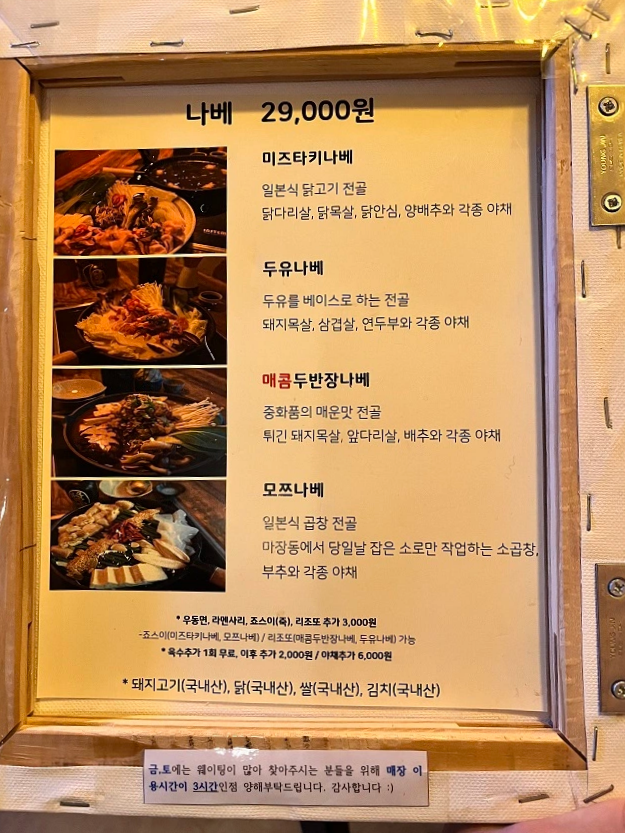 나베 29,000원
미즈타키나베
일본식 닭고기 전골
닭다리살, 닭목살, 닭안심, 양배추와 각종 야채
두유나베
두유를 베이스로 하는 전골
돼지목살, 삼겹살, 연두부와 각종 야채
매콤두반장나베
중화품의 매운맛 전골
튀긴 돼지목살, 앞다리살, 배추와 각종 야채
모쯔나베
일본식 곱창 전골
마장동에서 당일날 잡은 소로만 작업하는 소곱창,
부추와 각종 야채
* 우동면, 라멘사리, 죠스이(죽), 리조또 추가 3,000원
-죠스이(미즈타키나베, 모쯔나베) / 리조또(매콤두반장나베, 두유나베) 가능
* 육수추가 1회 무료, 이후 추가 2,000원 / 야채추가 6,000원
* 돼지고기(국내산), 닭(국내산), 쌀(국내산), 김치(국내산)
금,토에는 웨이팅이 많아 찾아주시는 분들을 위해 매장 이
용시간이 3시간인점 양해부탁드립니다. 감사합니다 :)